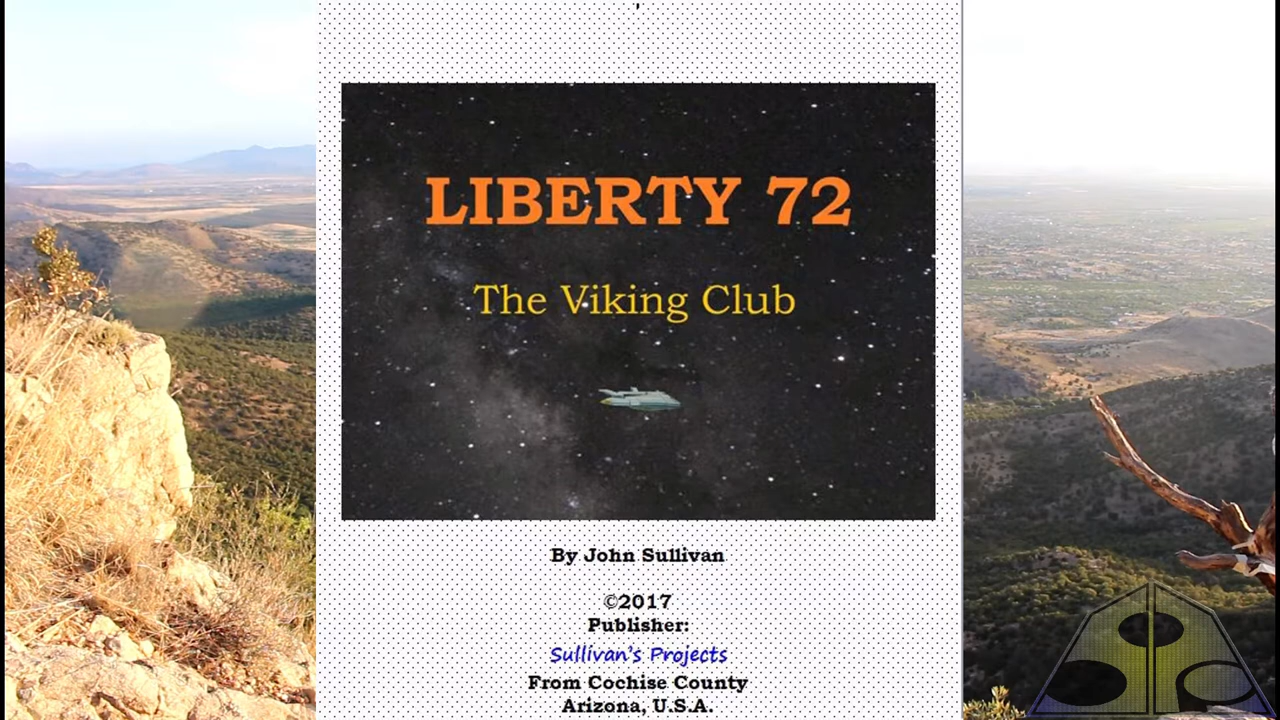 LIBERTY 72
The Viking Club
By John Sullivan
©2017
Publisher:
Sullivan's Projects
From Cochise County
Arizona, U.S.A.